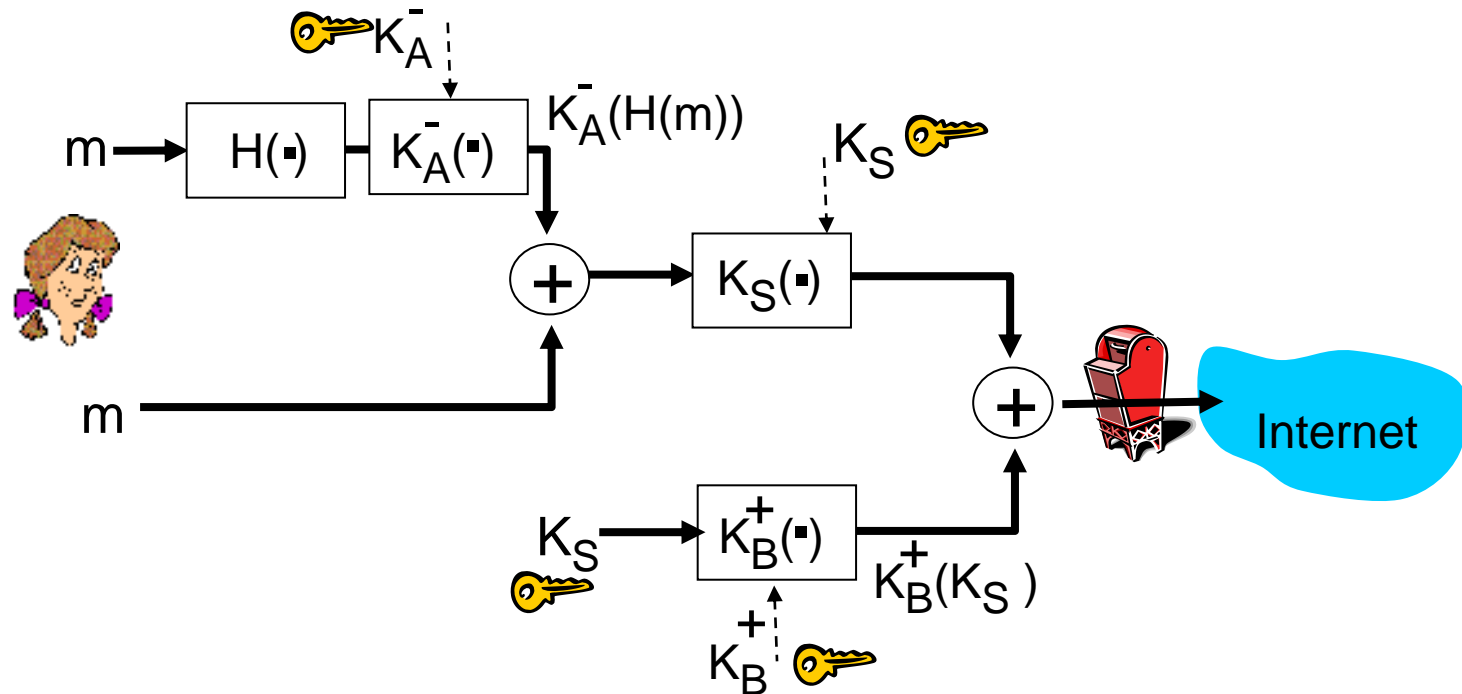 K_A^-
m
H(▪)
K_A^-(▪)
K_A^-(H(m))
K_S
+
K_S(▪)
m
+
Internet
K_S
K_B^+(▪)
K_B^+(K_S )
K_B^+